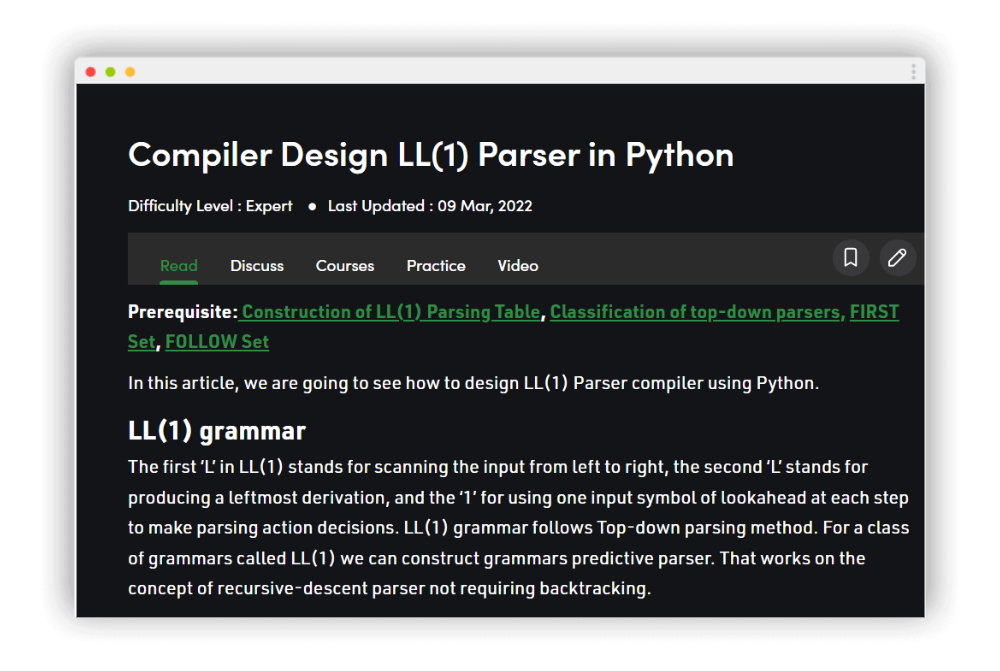 Compiler Design LL(1) Parser in Python
Difficulty Level : Expert ● Last Updated : 09 Mar, 2022
Read Discuss Courses Practice Video
Prerequisite: Construction of LL(1) Parsing Table, Classification of top-down parsers, FIRST
Set, FOLLOW Set
In this article, we are going to see how to design LL(1) Parser compiler using Python.
LL(1) grammar
The first ‘L’ in LL(1) stands for scanning the input from left to right, the second ‘L’ stands for
producing a leftmost derivation, and the ‘1’ for using one input symbol of lookahead at each step
to make parsing action decisions. LL(1) grammar follows Top-down parsing method. For a class
of grammars called LL(1) we can construct grammars predictive parser. That works on the
concept of recursive-descent parser not requiring backtracking.